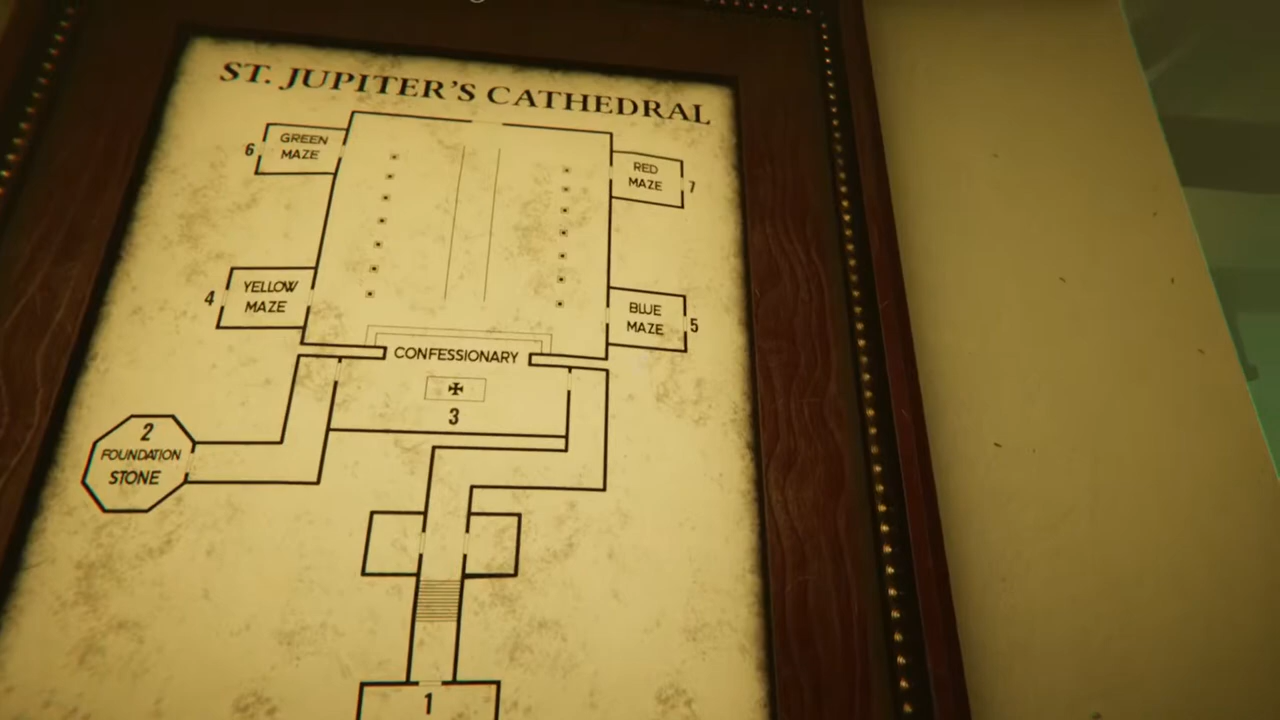 ST. JUPITER'S CATHEDRAL
6
GREEN
MAZE
RED
MAZE
7
4
YELLOW
MAZE
BLUE
MAZE
5
CONFESSIONARY
3
2
FOUNDATION
STONE
1